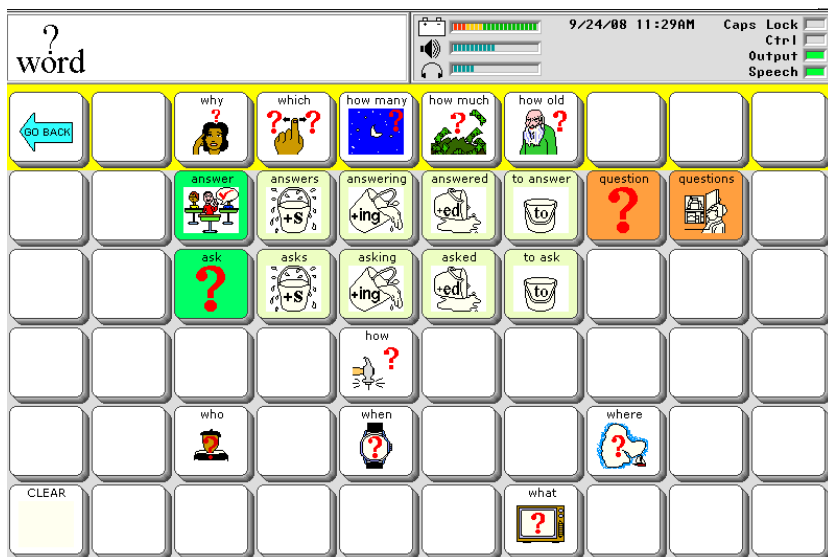 ?
word
9/24/08 11:29AM
Caps Lock
Ctrl
Output
Speech
GO BACK
why
which
how many
how much
how old
? ? ? ? ? ?
answer
answers
answering
answered
to answer
question
questions
+s
+ing
+ed
to
?
ask
asks
asking
asked
to ask
?
+s
+ing
+ed
to
how
?
who
when
where
?
?
?
CLEAR
what
?